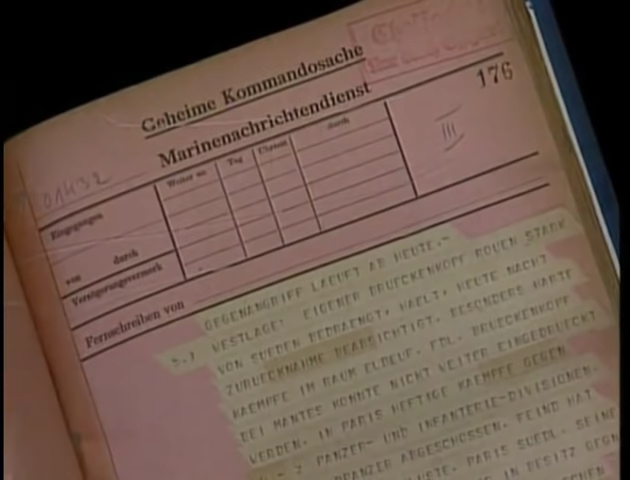 Geheime Kommandosache
Marinenachrichtendienst
176
01432
Eingegangen
Weiter an
Tag
Uhrzeit
durch
III
von
durch
Verzögerungsvermerk
Fernschreiben von
GEGENANGRIFF LAEUFT AB HEUTE.-
3.) WESTLAGE: EIGENER BRUECKENKOPF ROUEN STARK
VON SUEDEN BEDRAENGT, HAELT. HEUTE NACHT
ZURUECKNAHME BEABSICHTIGT. BESONDERS HARTE
KAEMPFE IM RAUM ELBEUF. FDL. BRUECKENKOPF
BEI MANTES KONNTE NICHT WEITER EINGEDRUECKT
WERDEN. IN PARIS HEFTIGE KAEMPFE GEGEN
PANZER- UND INFANTERIE-DIVISIONEN.
PANZER ABGESCHOSSEN. FEIND HAT
PARIS SUEDL. SEINE
IN BESITZ